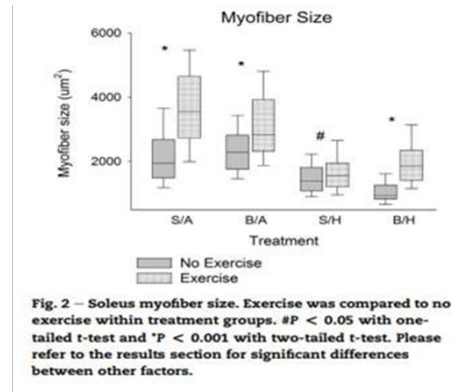 Myofiber Size
6000
4000
2000
Myofiber size (um²)
*
*
#
*
S/A
B/A
S/H
B/H
Treatment
No Exercise
Exercise
Fig. 2 – Soleus myofiber size. Exercise was compared to no
exercise within treatment groups. #P < 0.05 with one-
tailed t-test and *P < 0.001 with two-tailed t-test. Please
refer to the results section for significant differences
between other factors.